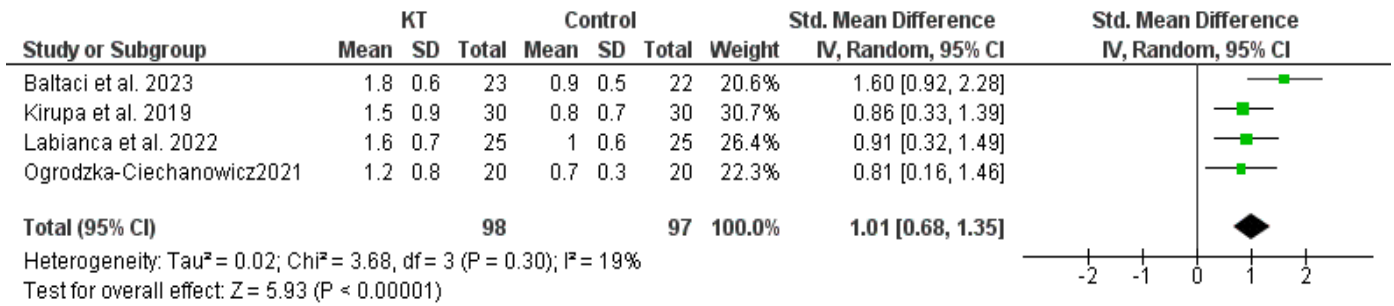 KT Control Std. Mean Difference Std. Mean Difference
Study or Subgroup Mean SD Total Mean SD Total Weight IV, Random, 95% CI IV, Random, 95% CI
Baltaci et al. 2023 1.8 0.6 23 0.9 0.5 22 20.6% 1.60 [0.92, 2.28]
Kirupa et al. 2019 1.5 0.9 30 0.8 0.7 30 30.7% 0.86 [0.33, 1.39]
Labianca et al. 2022 1.6 0.7 25 1 0.6 25 26.4% 0.91 [0.32, 1.49]
Ogrodzka-Ciechanowicz2021 1.2 0.8 20 0.7 0.3 20 22.3% 0.81 [0.16, 1.46]
Total (95% CI) 98 97 100.0% 1.01 [0.68, 1.35]
Heterogeneity: Tau² = 0.02; Chi² = 3.68, df = 3 (P = 0.30); I² = 19%
Test for overall effect: Z = 5.93 (P < 0.00001)
-2 -1 0 1 2